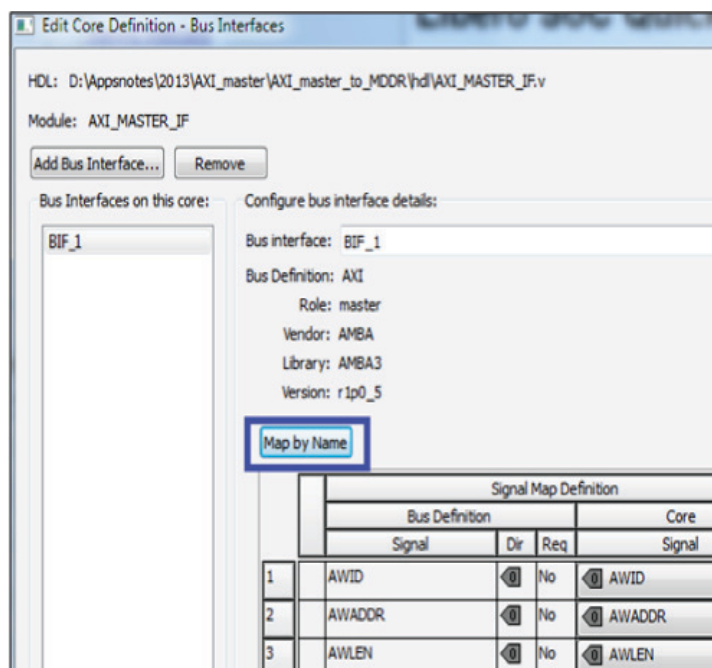 Libero SoC Quick
Edit Core Definition - Bus Interfaces
HDL: D:\Appsnotes\2013\AXI_master\AXI_master_to_MDDR\hdl\AXI_MASTER_IF.v
Module: AXI_MASTER_IF
Add Bus Interface... Remove
Bus Interfaces on this core: Configure bus interface details:
BIF_1
Bus interface: BIF_1
Bus Definition: AXI
Role: master
Vendor: AMBA
Library: AMBA3
Version: r1p0_5
Map by Name
Signal Map Definition
Bus Definition Core
Signal Dir Req Signal
1 AWID No AWID
2 AWADDR No AWADDR
3 AWLEN No AWLEN